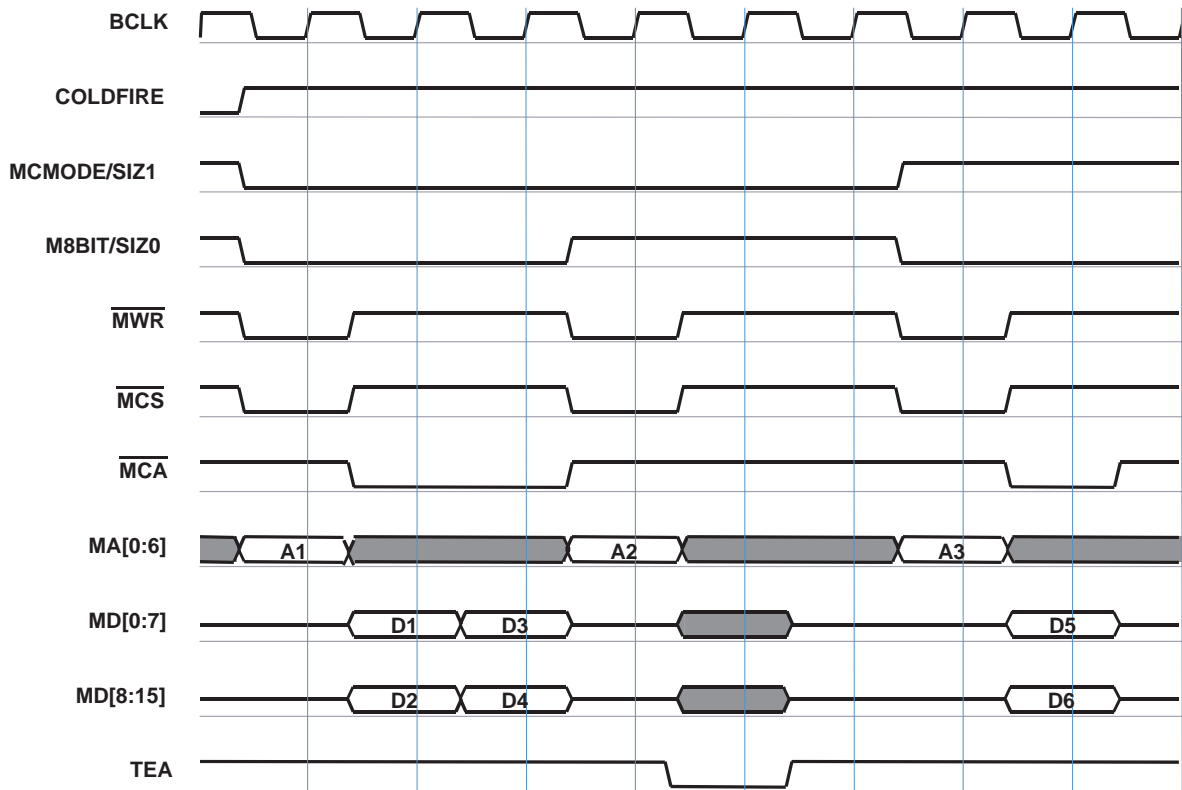 BCLK
COLDFIRE
MCMODE/SIZ1
M8BIT/SIZ0
MWR
MCS
MCA
MA[0:6] A1 A2 A3
MD[0:7] D1 D3 D5
MD[8:15] D2 D4 D6
TEA